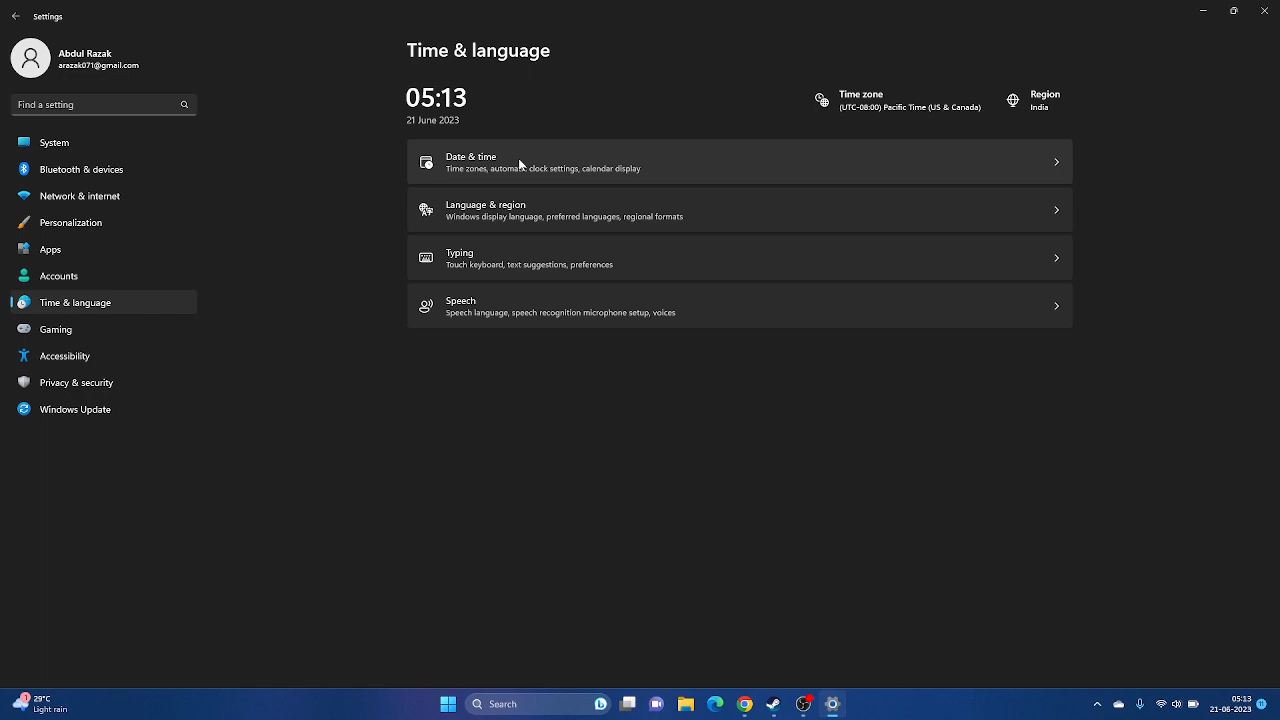 Settings
Abdul Razak
arazak071@gmail.com
Find a setting
System
Bluetooth & devices
Network & internet
Personalization
Apps
Accounts
Time & language
Gaming
Accessibility
Privacy & security
Windows Update
Time & language
05:13
21 June 2023
Time zone
(UTC-08:00) Pacific Time (US & Canada)
Region
India
Date & time
Time zones, automatic clock settings, calendar display
Language & region
Windows display language, preferred languages, regional formats
Typing
Touch keyboard, text suggestions, preferences
Speech
Speech language, speech recognition microphone setup, voices
1
29°C
Light rain
Search
05:13
21-06-2023